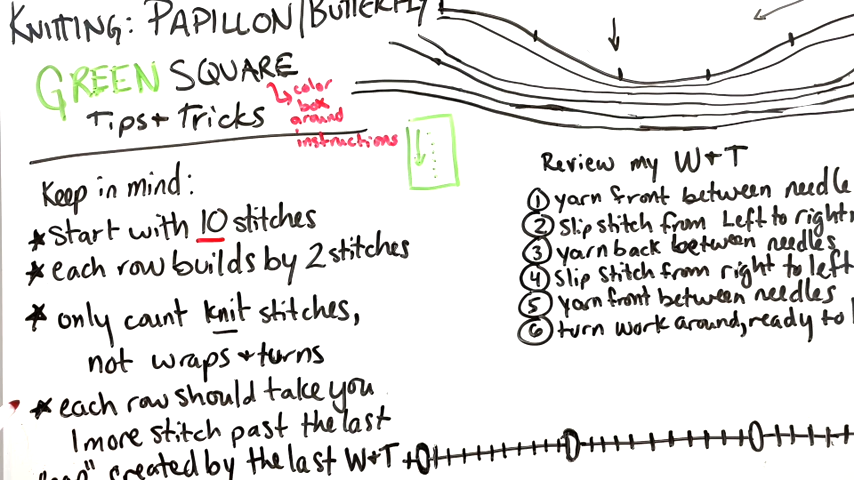 KNITTING: PAPILLON/BUTTERFLY
GREEN SQUARE
Tips + Tricks
color
box
around
instructions
Keep in mind:
* start with 10 stitches
* each row builds by 2 stitches
* only count knit stitches,
not wraps + turns
* each row should take you
1 more stitch past the last
created by the last W+T
Review my W+T
① yarn front between needle
② slip stitch from Left to right
③ yarn back between needles
④ slip stitch from right to left
⑤ yarn front between needles
⑥ turn work around, ready to